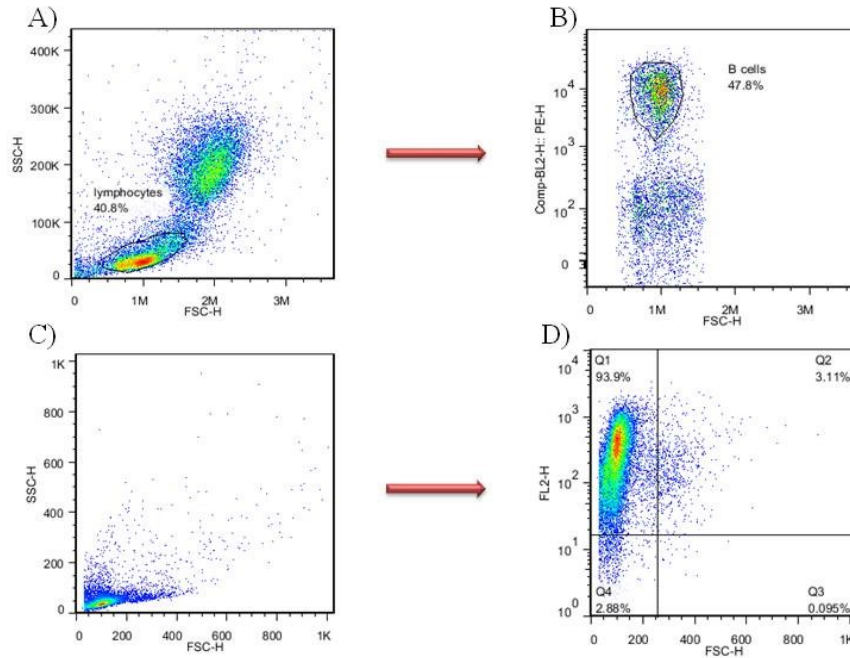 A)
400K
300K
200K
100K
0
SSC-H
lymphocytes
40.8%
0 1M 2M 3M
FSC-H
B)
10^4
10^3
10^2
0
Comp-BL2-H:: PE-H
B cells
47.8%
0 1M 2M 3M
FSC-H
C)
1K
800
600
400
200
0
SSC-H
0 200 400 600 800 1K
FSC-H
D)
10^4
10^3
10^2
10^1
10^0
FL2-H
Q1
93.9%
Q2
3.11%
Q4
2.88%
Q3
0.095%
0 200 400 600 800 1K
FSC-H